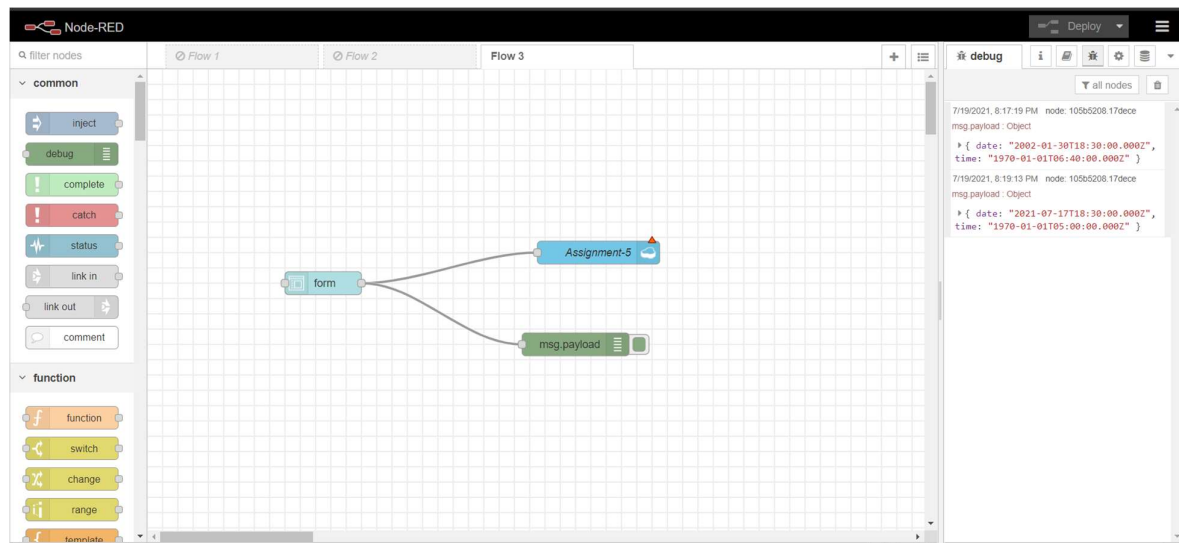 Node-RED
Deploy
filter nodes
Flow 1
Flow 2
Flow 3
debug
i
common
all nodes
inject
debug
complete
catch
status
link in
link out
comment
function
function
switch
change
range
template
form
Assignment-5
msg.payload
7/19/2021, 8:17:19 PM node: 105b5208.17dece
msg.payload : Object
{ date: "2002-01-30T18:30:00.000Z",
time: "1970-01-01T06:40:00.000Z" }
7/19/2021, 8:19:13 PM node: 105b5208.17dece
msg.payload : Object
{ date: "2021-07-17T18:30:00.000Z",
time: "1970-01-01T05:00:00.000Z" }